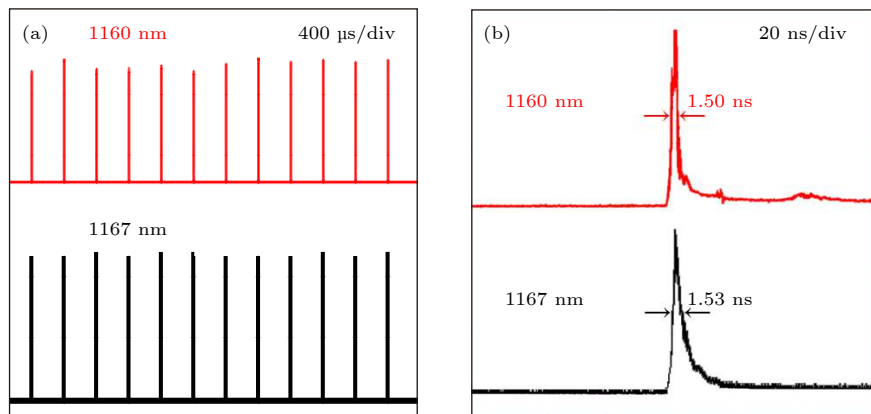 (a) 1160 nm 400 µs/div
1167 nm
(b) 20 ns/div
1160 nm 1.50 ns
1167 nm 1.53 ns